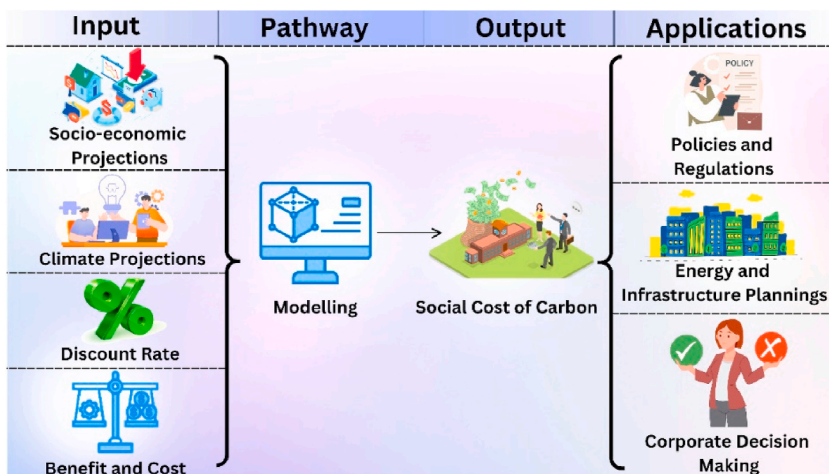 Input
Pathway
Output
Applications
Socio-economic
Projections
Climate Projections
Discount Rate
Benefit and Cost
Modelling
Social Cost of Carbon
POLICY
Policies and
Regulations
Energy and
Infrastructure Plannings
Corporate Decision
Making